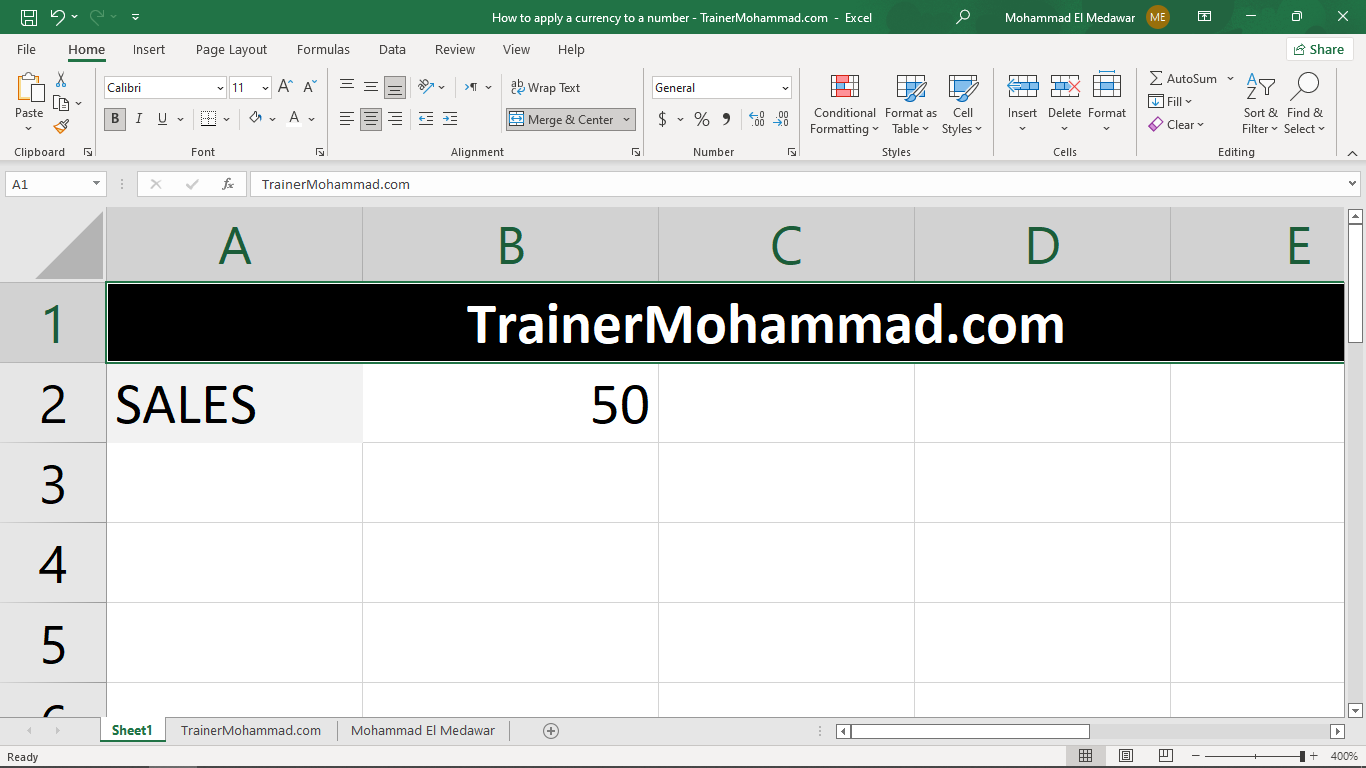 How to apply a currency to a number - TrainerMohammad.com - Excel
Mohammad El Medawar ME
File Home Insert Page Layout Formulas Data Review View Help Share
Paste
Calibri 11
B I U A
Wrap Text
Merge & Center
General
$ % ,
Conditional Formatting
Format as Table
Cell Styles
Insert Delete Format
AutoSum
Fill
Clear
Sort & Filter
Find & Select
Clipboard Font Alignment Number Styles Cells Editing
A1 fx TrainerMohammad.com
A B C D E
1 TrainerMohammad.com
2 SALES 50
3
4
5
6
Sheet1 TrainerMohammad.com Mohammad El Medawar
Ready 400%